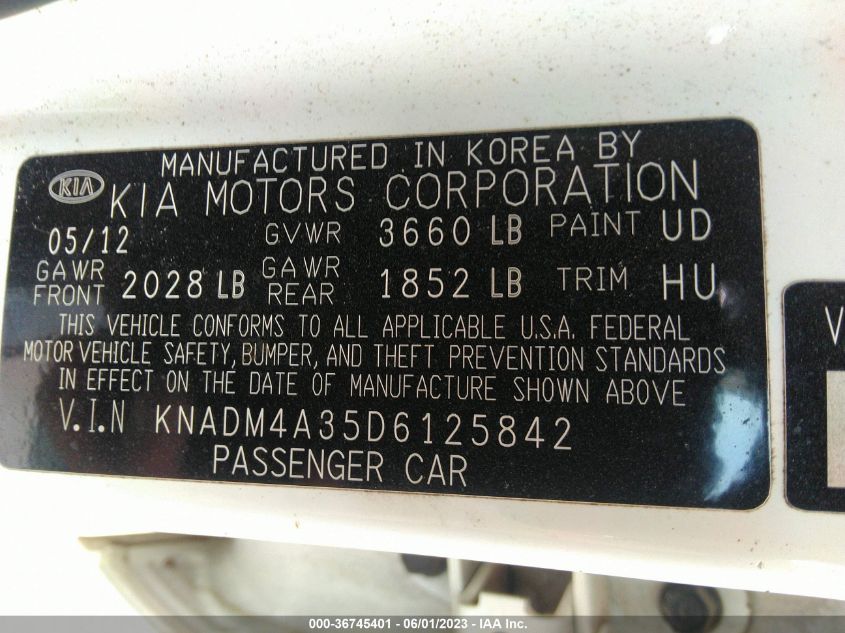 MANUFACTURED IN KOREA BY
KIA KIA MOTORS CORPORATION
05/12 GVWR 3660 LB PAINT UD
GAWR FRONT 2028 LB GAWR REAR 1852 LB TRIM HU
THIS VEHICLE CONFORMS TO ALL APPLICABLE U.S.A. FEDERAL
MOTOR VEHICLE SAFETY, BUMPER, AND THEFT PREVENTION STANDARDS
IN EFFECT ON THE DATE OF MANUFACTURE SHOWN ABOVE
V.I.N KNADM4A35D6125842
PASSENGER CAR
V
000-36745401 - 06/01/2023 - IAA Inc.